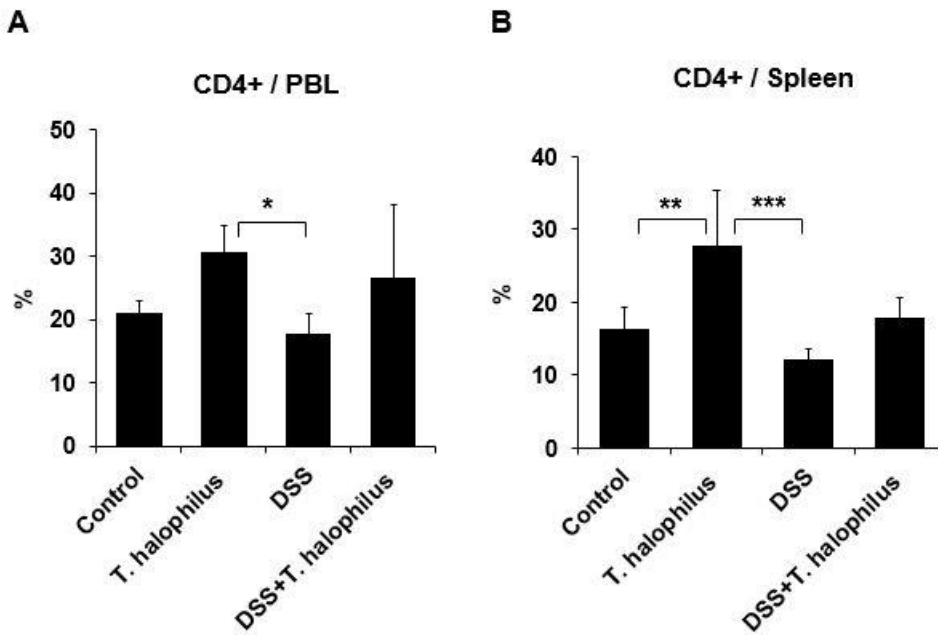 A
CD4+ / PBL
%
50
40
30
20
10
0
*
Control
T. halophilus
DSS
DSS+T. halophilus
B
CD4+ / Spleen
%
40
30
20
10
0
**
***
Control
T. halophilus
DSS
DSS+T. halophilus